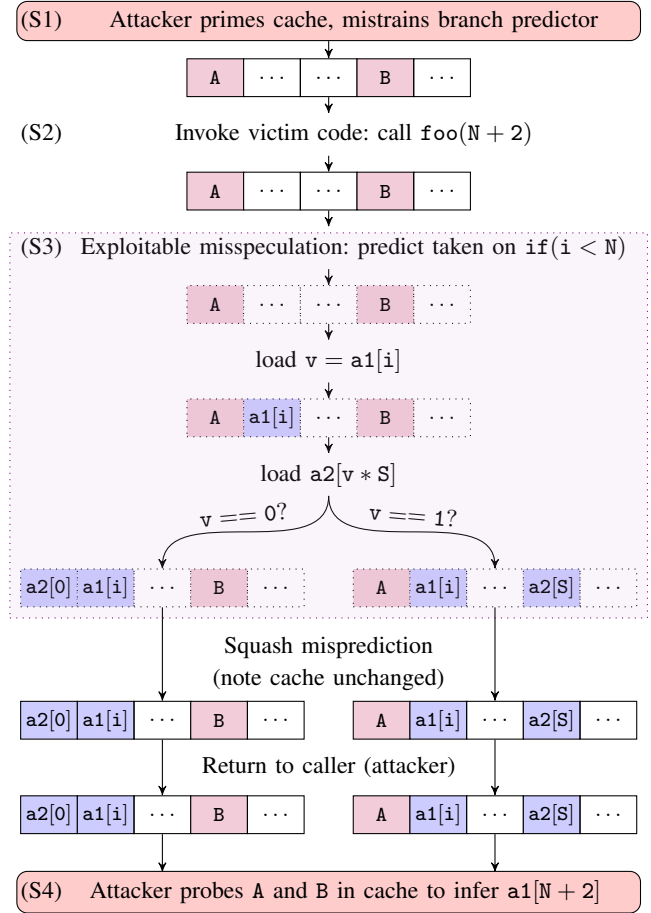 (S1) Attacker primes cache, mistrains branch predictor
A ··· ··· B ···
(S2) Invoke victim code: call foo(N + 2)
A ··· ··· B ···
(S3) Exploitable misspeculation: predict taken on if(i < N)
A ··· ··· B ···
load v = a1[i]
A a1[i] ··· B ···
load a2[v * S]
v == 0? v == 1?
a2[0] a1[i] ··· B ··· A a1[i] ··· a2[S] ···
Squash misprediction
(note cache unchanged)
a2[0] a1[i] ··· B ··· A a1[i] ··· a2[S] ···
Return to caller (attacker)
a2[0] a1[i] ··· B ··· A a1[i] ··· a2[S] ···
(S4) Attacker probes A and B in cache to infer a1[N + 2]